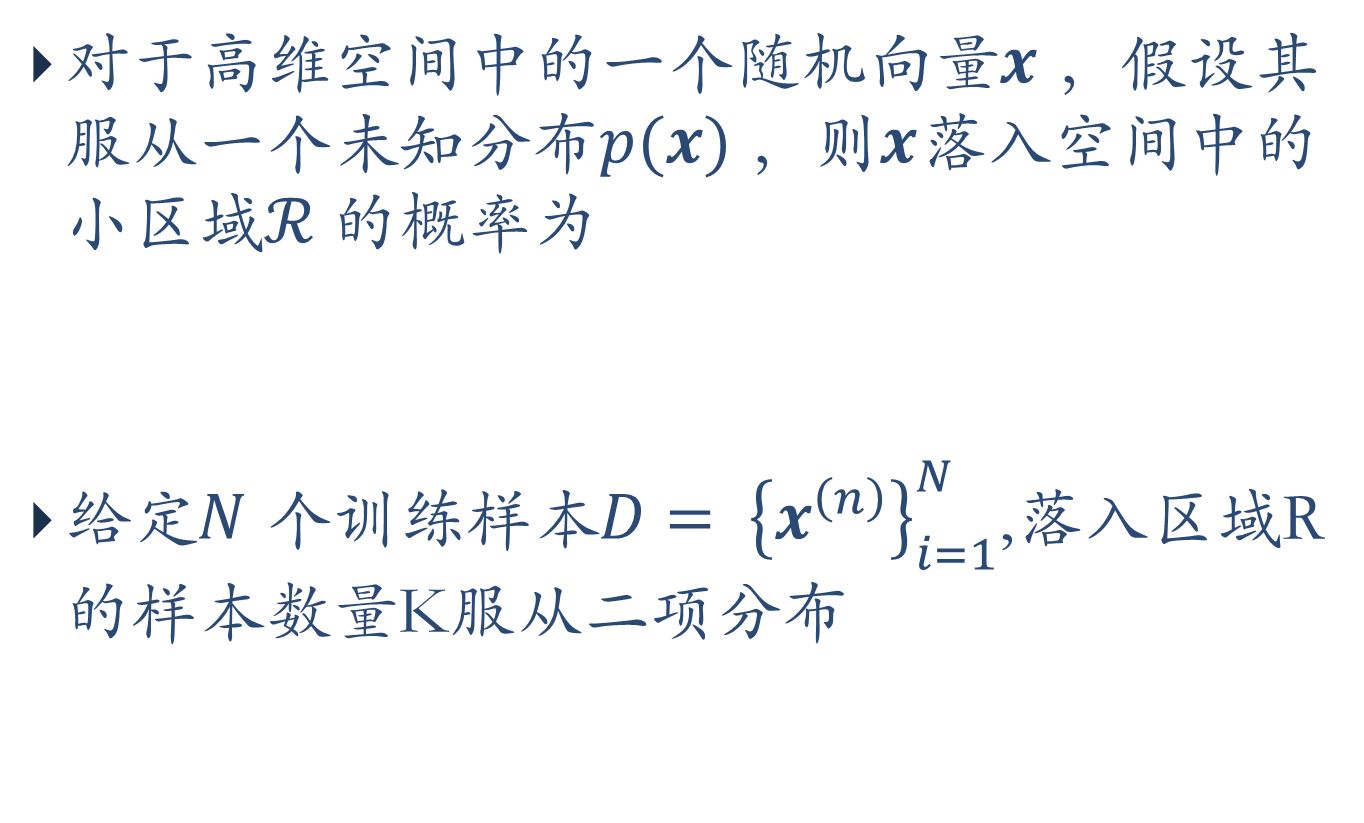 对于高维空间中的一个随机向量𝒙，假设其
服从一个未知分布𝑝(𝒙)，则𝒙落入空间中的
小区域ℛ 的概率为
给定𝑁 个训练样本𝐷 = {𝒙^(𝑛)}_{𝑖=1}^𝑁,落入区域R
的样本数量K服从二项分布